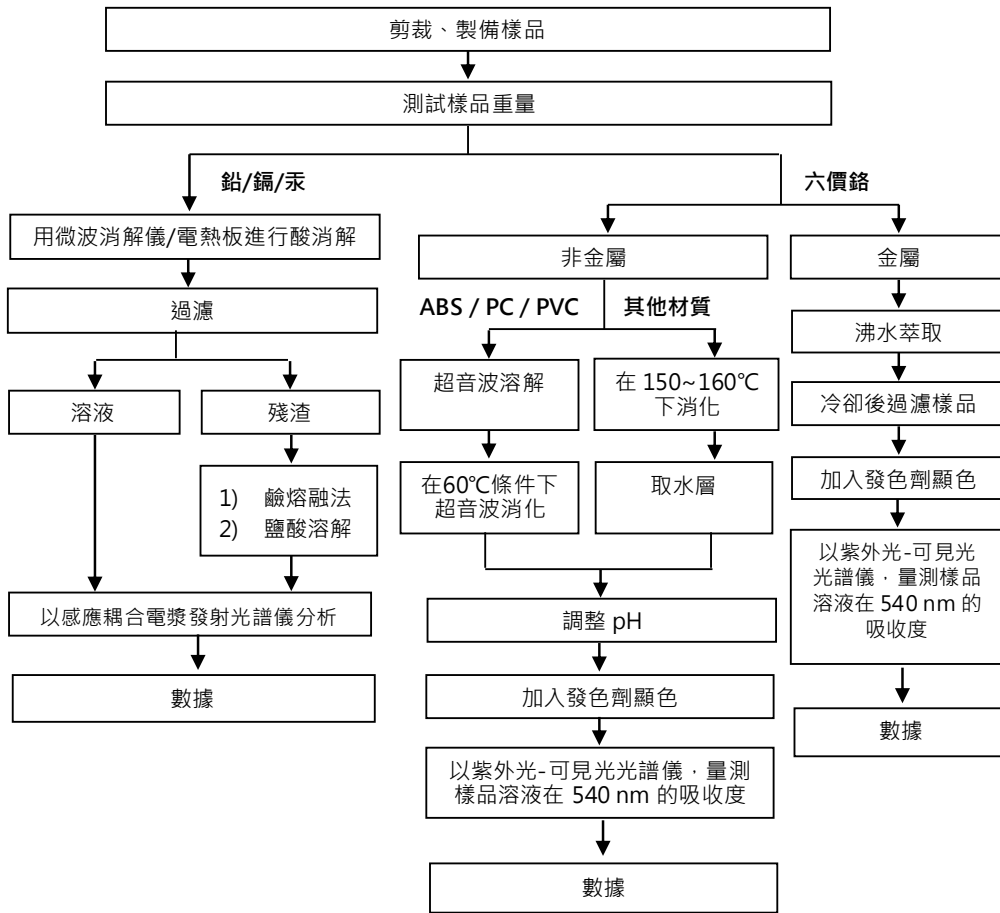 剪裁、製備樣品
測試樣品重量
鉛/鎘/汞
用微波消解儀/電熱板進行酸消解
過濾
溶液
殘渣
1) 鹼熔融法
2) 鹽酸溶解
以感應耦合電漿發射光譜儀分析
數據
六價鉻
非金屬
ABS / PC / PVC
其他材質
超音波溶解
在60℃條件下
超音波消化
在 150~160℃
下消化
取水層
調整 pH
加入發色劑顯色
以紫外光-可見光光譜儀，量測
樣品溶液在 540 nm 的吸收度
數據
金屬
沸水萃取
冷卻後過濾樣品
加入發色劑顯色
以紫外光-可見光
光譜儀，量測樣品
溶液在 540 nm 的
吸收度
數據